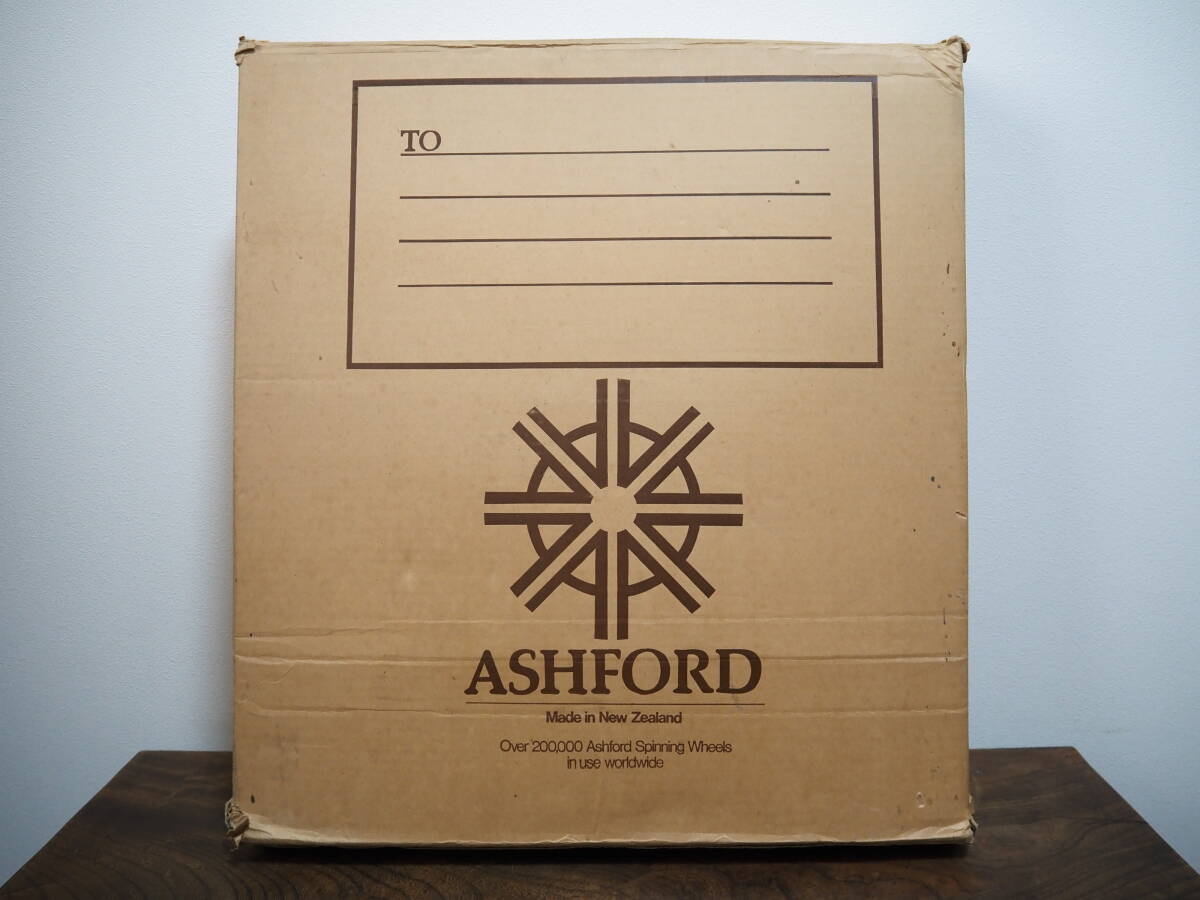 TO
ASHFORD
Made in New Zealand
Over 200,000 Ashford Spinning Wheels
in use worldwide